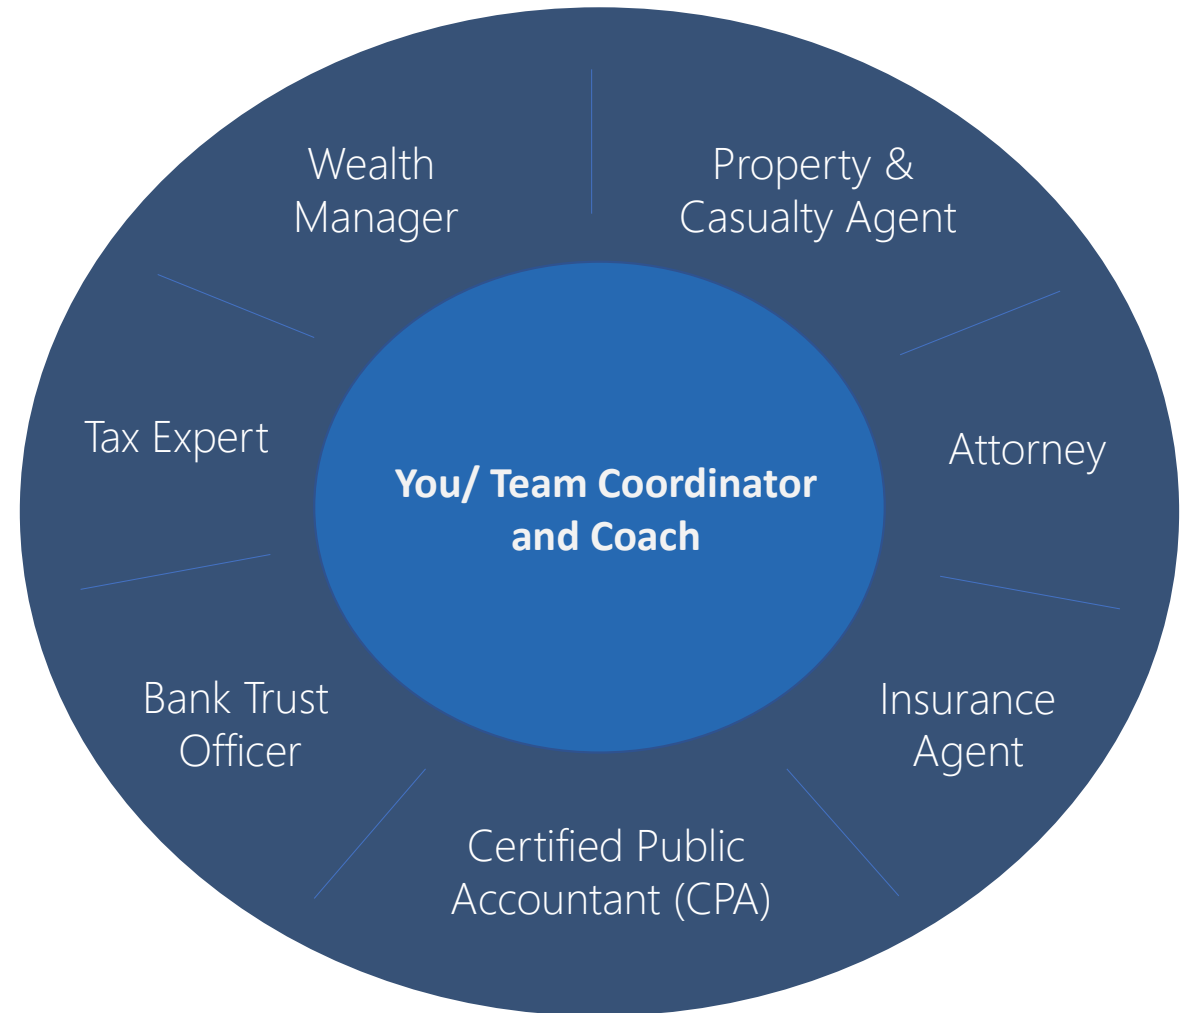 Wealth
Manager
Property &
Casualty Agent
Tax Expert
Attorney
You/ Team Coordinator
and Coach
Bank Trust
Officer
Insurance
Agent
Certified Public
Accountant (CPA)